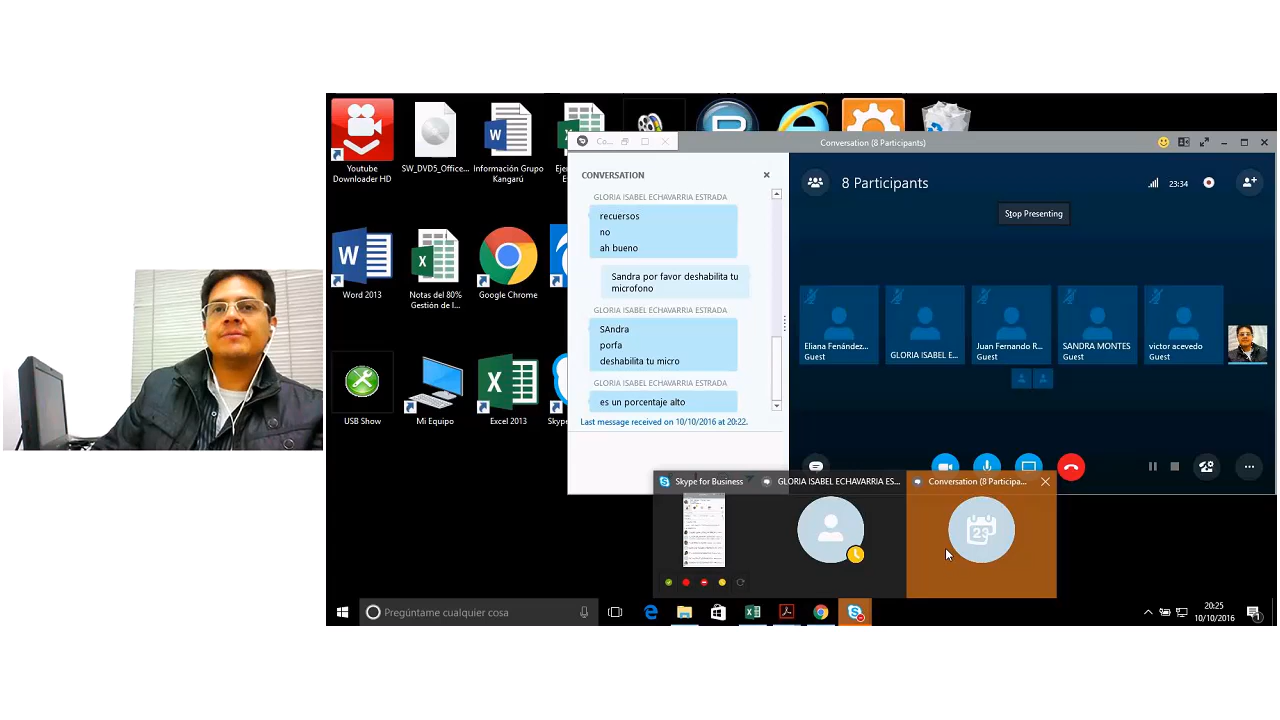 Youtube
Downloader HD
SW_DVD5_Office...
Información Grupo
Kangarú
Word 2013
Notas del 80%
Gestión de l...
Google Chrome
USB Show
Mi Equipo
Excel 2013
Co...
Conversation (8 Participants)
CONVERSATION
GLORIA ISABEL ECHAVARRIA ESTRADA
recuersos
no
ah bueno
Sandra por favor deshabilita tu
microfono
GLORIA ISABEL ECHAVARRIA ESTRADA
SAndra
porfa
deshabilita tu micro
GLORIA ISABEL ECHAVARRIA ESTRADA
es un porcentaje alto
Last message received on 10/10/2016 at 20:22.
8 Participants
23:34
Stop Presenting
Eliana Fenández...
Guest
GLORIA ISABEL E...
Juan Fernando R...
Guest
SANDRA MONTES
Guest
victor acevedo
Guest
Skype for Business
GLORIA ISABEL ECHAVARRIA ES...
Conversation (8 Participa...
23
Pregúntame cualquier cosa
20:25
10/10/2016
1